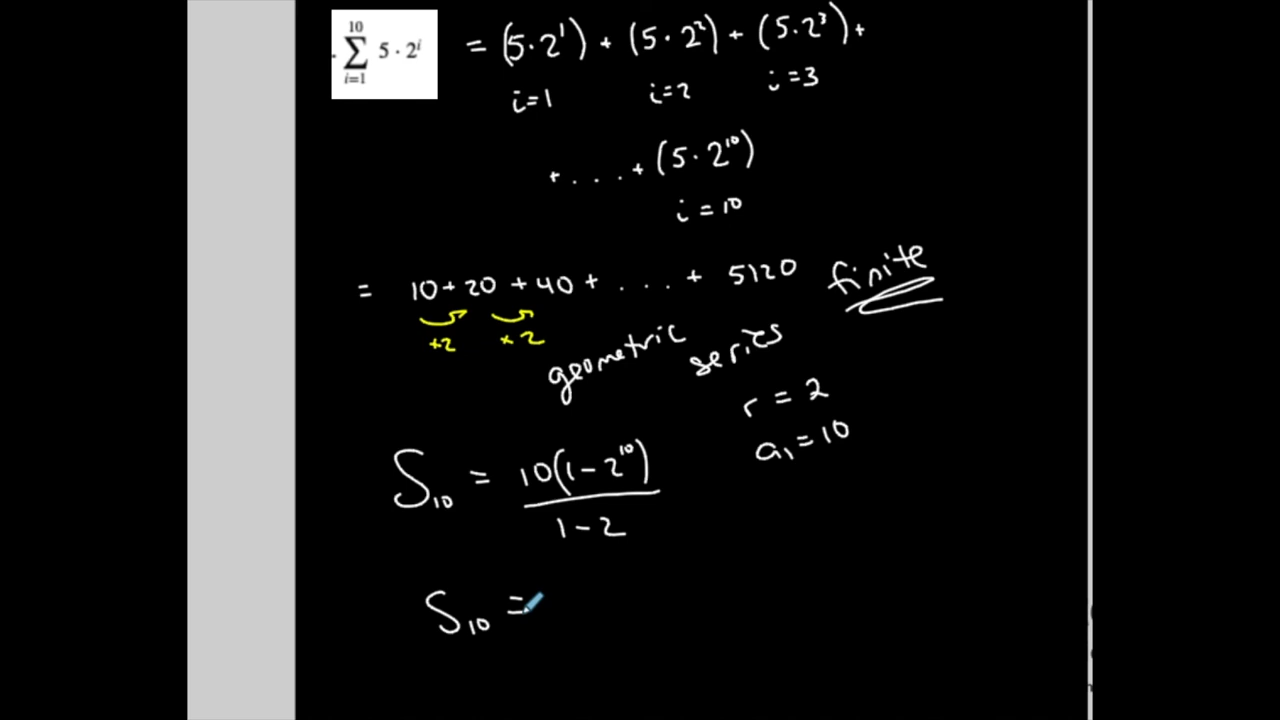 10
. ∑ 5 · 2^i = (5·2^1) + (5·2^2) + (5·2^3) +
i=1
i=1 i=2 i=3
+ . . . + (5·2^10)
i=10
= 10+20 +40 + . . . . + 5120 finite
×2 ×2
geometric series
r = 2
a₁ = 10
S₁₀ = 10(1-2^10)
1-2
S₁₀ =